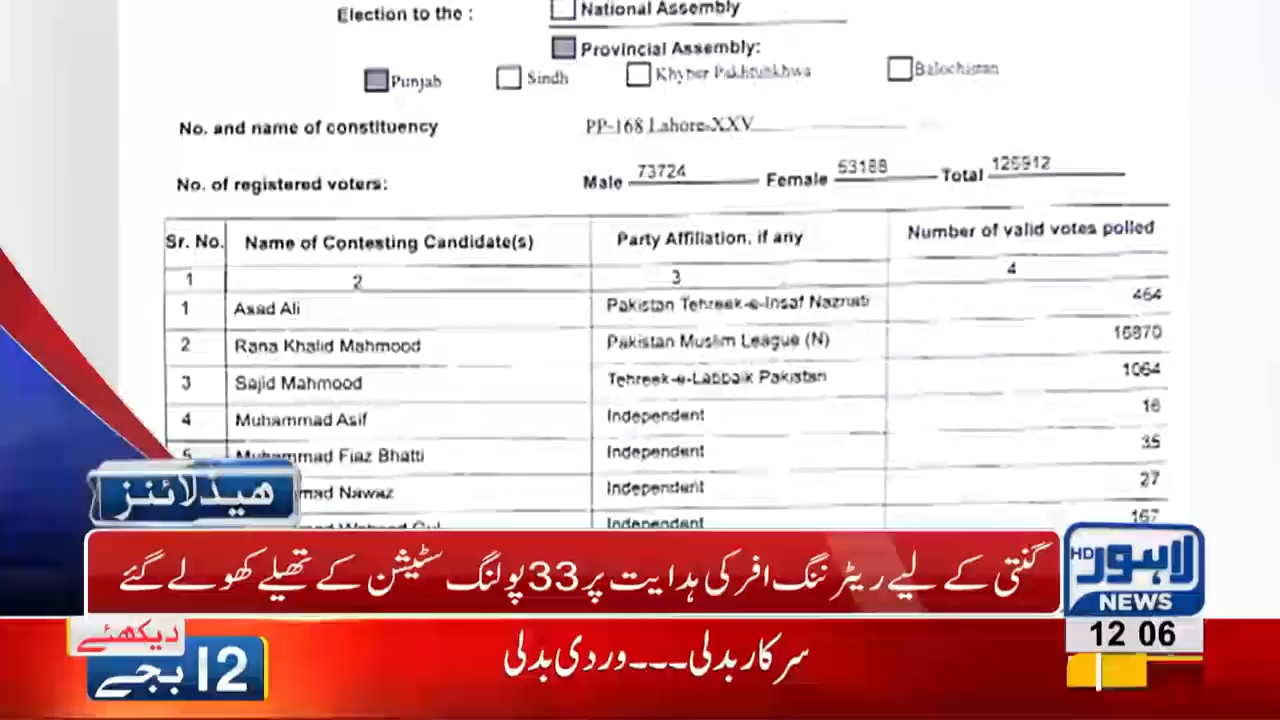 Election to the : National Assembly
Provincial Assembly:
Punjab Sindh Khyber Pakhtunkhwa Balochistan
No. and name of constituency PP-168 Lahore-XXV
No. of registered voters: Male 73724 Female 53188 Total 126912
Sr. No. Name of Contesting Candidate(s) Party Affiliation, if any Number of valid votes polled
1 2 3 4
1 Asad Ali Pakistan Tehreek-e-Insaf Nazriati 464
2 Rana Khalid Mahmood Pakistan Muslim League (N) 16870
3 Sajid Mahmood Tehreek-e-Labbaik Pakistan 1064
4 Muhammad Asif Independent 16
5 Muhammad Fiaz Bhatti Independent 35
mad Nawaz Independent 27
Independent 167
ھیڈلائنز
گنتی کے لیے ریٹرننگ افر کی ہدایت پر 33 پولنگ سٹیشن کے تھیلے کھولے گئے
HD لاہور
NEWS
12 06
دیکھئے
12 بجے
سرکار بدلی۔۔۔وردی بدلی